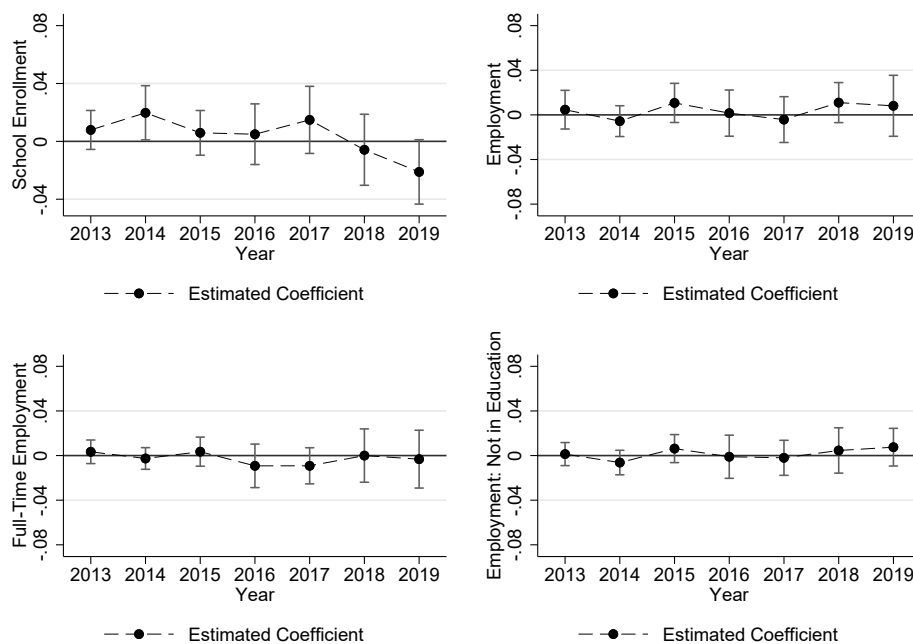 .08
.04
0
-.04
School Enrollment
2013 2014 2015 2016 2017 2018 2019
Year
Estimated Coefficient
.08
.04
0
-.04
-.08
Employment
2013 2014 2015 2016 2017 2018 2019
Year
Estimated Coefficient
.08
.04
0
-.04
-.08
Full-Time Employment
2013 2014 2015 2016 2017 2018 2019
Year
Estimated Coefficient
.08
.04
0
-.04
-.08
Employment: Not in Education
2013 2014 2015 2016 2017 2018 2019
Year
Estimated Coefficient